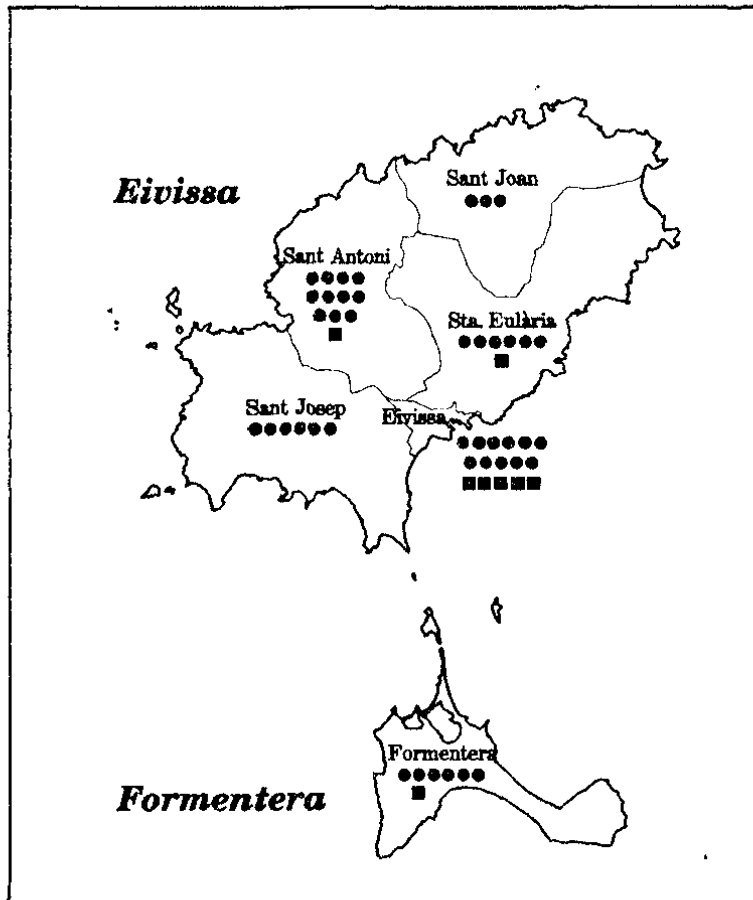 Sant Joan
Eivissa
Sant Antoni
Sta. Eulària
Sant Josep
Eivissa
Formentera
Formentera